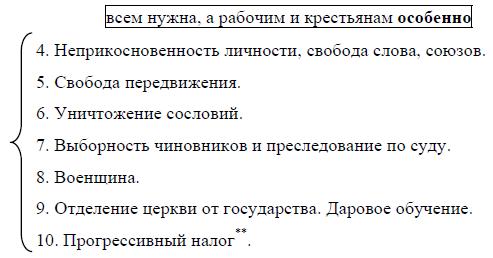 всем нужна, а рабочим и крестьянам особенно
4. Неприкосновенность личности, свобода слова, союзов.
5. Свобода передвижения.
6. Уничтожение сословий.
7. Выборность чиновников и преследование по суду.
8. Военщина.
9. Отделение церкви от государства. Даровое обучение.
10. Прогрессивный налог**.